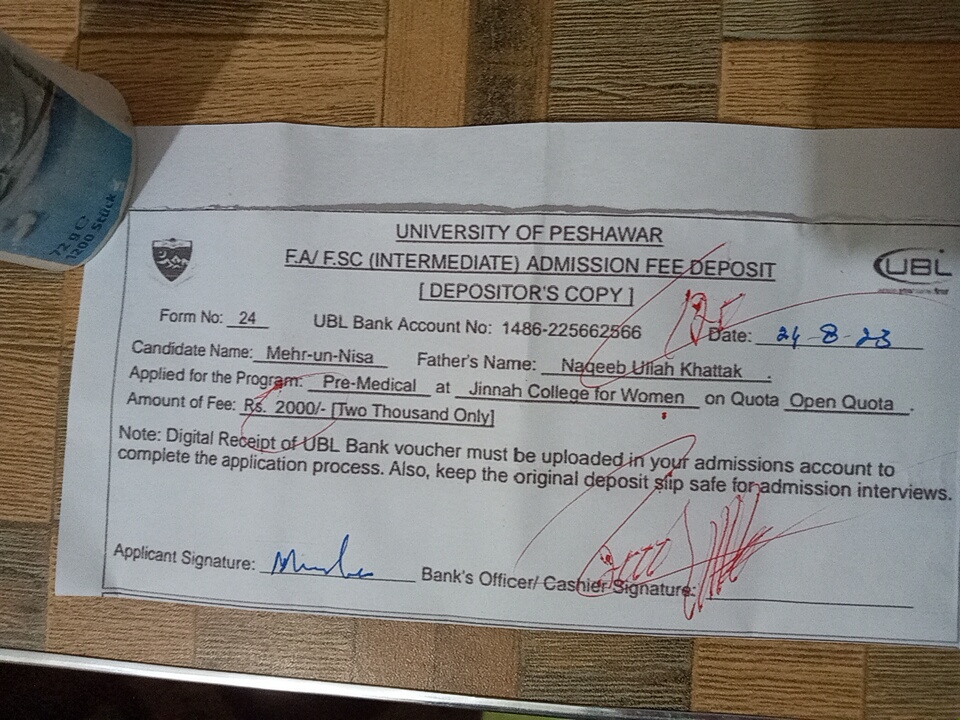 UNIVERSITY OF PESHAWAR
F.A/ F.SC (INTERMEDIATE) ADMISSION FEE DEPOSIT
[ DEPOSITOR'S COPY ]
UBL
Form No: 24 UBL Bank Account No: 1486-225662566 Date: 24-8-23
Candidate Name: Mehr-un-Nisa Father's Name: Naqeeb Ullah Khattak.
Applied for the Program: Pre-Medical at Jinnah College for Women on Quota Open Quota.
Amount of Fee: Rs. 2000/- [Two Thousand Only]
Note: Digital Receipt of UBL Bank voucher must be uploaded in your admissions account to
complete the application process. Also, keep the original deposit slip safe for admission interviews.
Applicant Signature: Bank's Officer/ Cashier Signature:
72 g e
1200 Stück